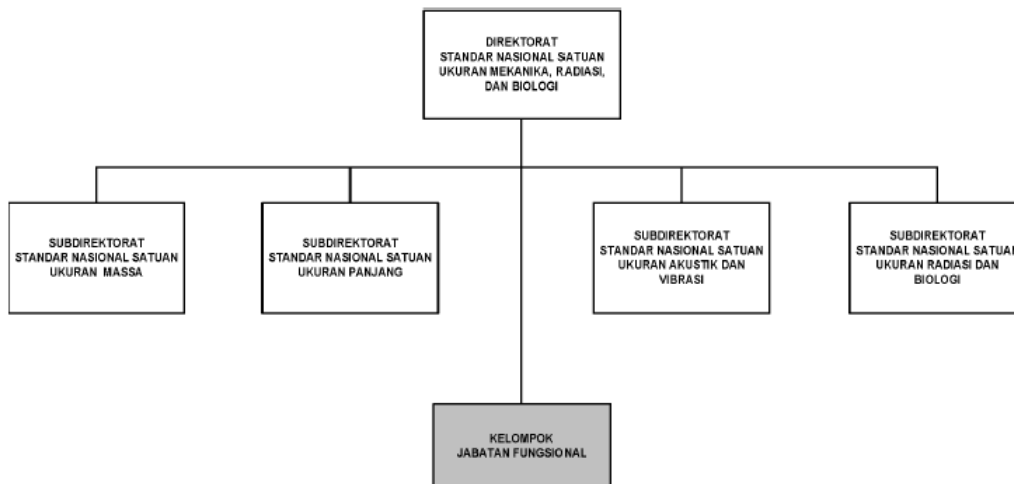 DIREKTORAT
STANDAR NASIONAL SATUAN
UKURAN MEKANIKA, RADIASI,
DAN BIOLOGI
SUBDIREKTORAT
STANDAR NASIONAL SATUAN
UKURAN MASSA
SUBDIREKTORAT
STANDAR NASIONAL SATUAN
UKURAN PANJANG
SUBDIREKTORAT
STANDAR NASIONAL SATUAN
UKURAN AKUSTIK DAN
VIBRASI
SUBDIREKTORAT
STANDAR NASIONAL SATUAN
UKURAN RADIASI DAN
BIOLOGI
KELOMPOK
JABATAN FUNGSIONAL